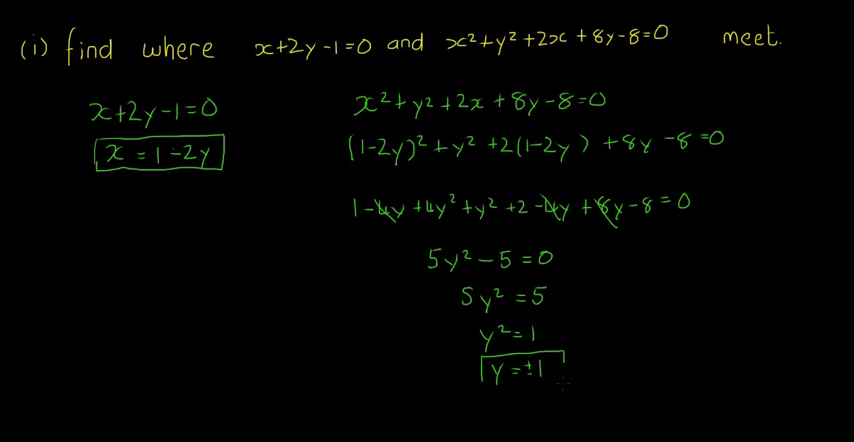 (i) find where x+2y-1=0 and x²+y²+2x+8y-8=0 meet.
x+2y-1=0
x = 1-2y
x²+y²+2x+8y-8=0
(1-2y)²+y²+2(1-2y)+8y-8=0
1-4y+4y²+y²+2-4y+8y-8=0
5y²-5=0
5y²=5
y²=1
y=±1